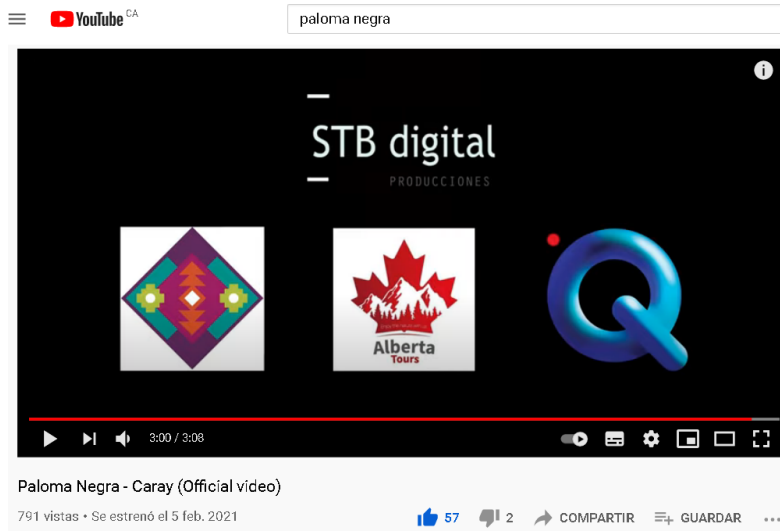 YouTube CA
paloma negra
STB digital
PRODUCCIONES
Alberta
Tours
3:00 / 3:08
Paloma Negra - Caray (Official video)
791 vistas • Se estrenó el 5 feb. 2021
57 2 COMPARTIR GUARDAR